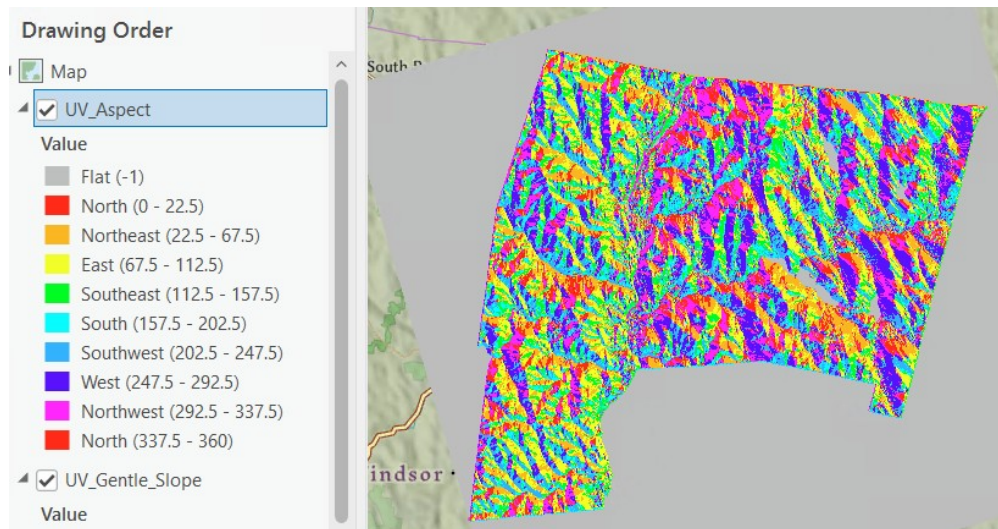 Drawing Order
Map
UV_Aspect
Value
Flat (-1)
North (0 - 22.5)
Northeast (22.5 - 67.5)
East (67.5 - 112.5)
Southeast (112.5 - 157.5)
South (157.5 - 202.5)
Southwest (202.5 - 247.5)
West (247.5 - 292.5)
Northwest (292.5 - 337.5)
North (337.5 - 360)
UV_Gentle_Slope
Value
South
indsor